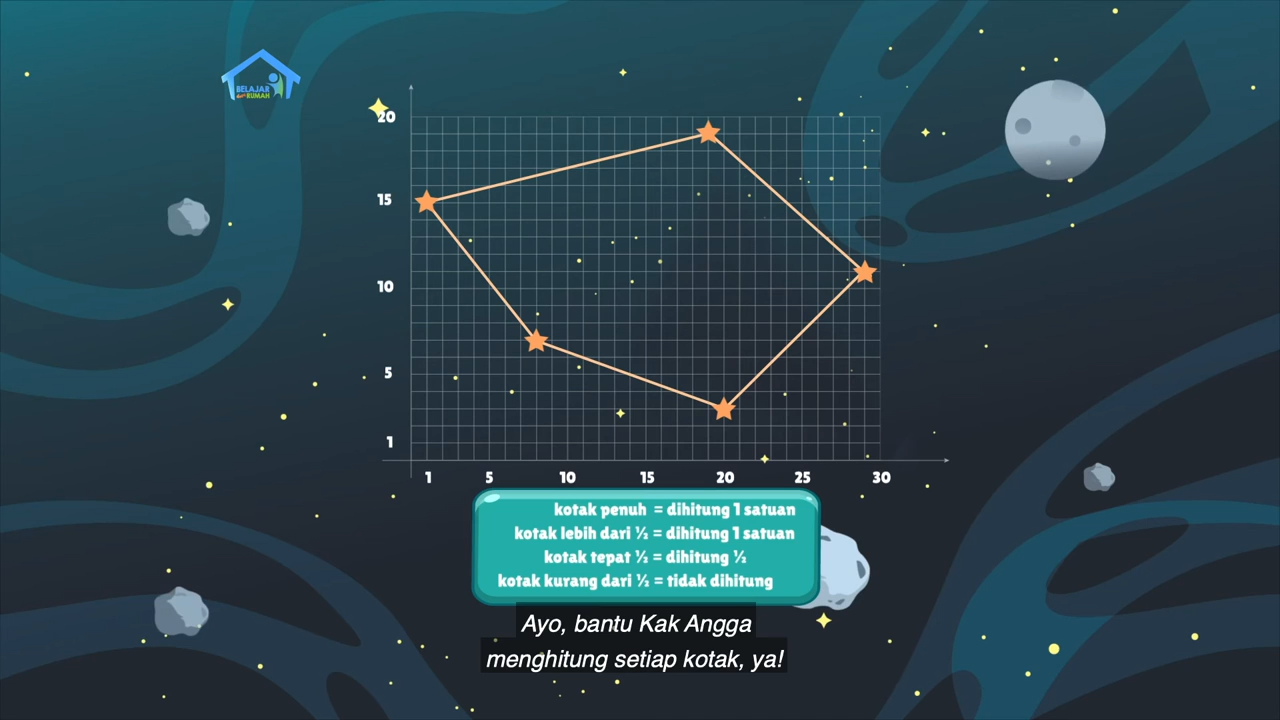 BELAJAR
dari RUMAH
20
15
10
5
1
1 5 10 15 20 25 30
kotak penuh = dihitung 1 satuan
kotak lebih dari ½ = dihitung 1 satuan
kotak tepat ½ = dihitung ½
kotak kurang dari ½ = tidak dihitung
Ayo, bantu Kak Angga
menghitung setiap kotak, ya!